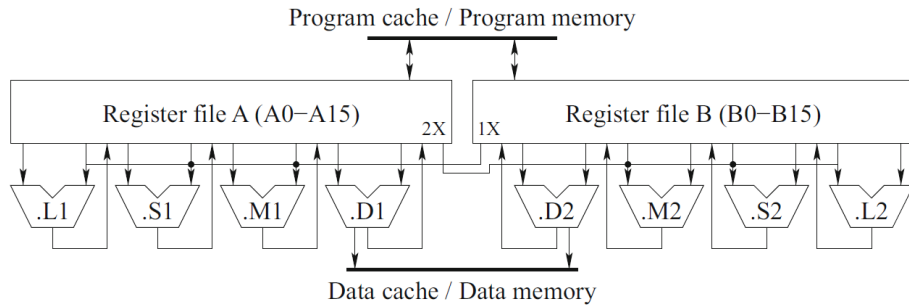 Program cache / Program memory
Register file A (A0−A15)
2X
1X
Register file B (B0−B15)
.L1
.S1
.M1
.D1
.D2
.M2
.S2
.L2
Data cache / Data memory